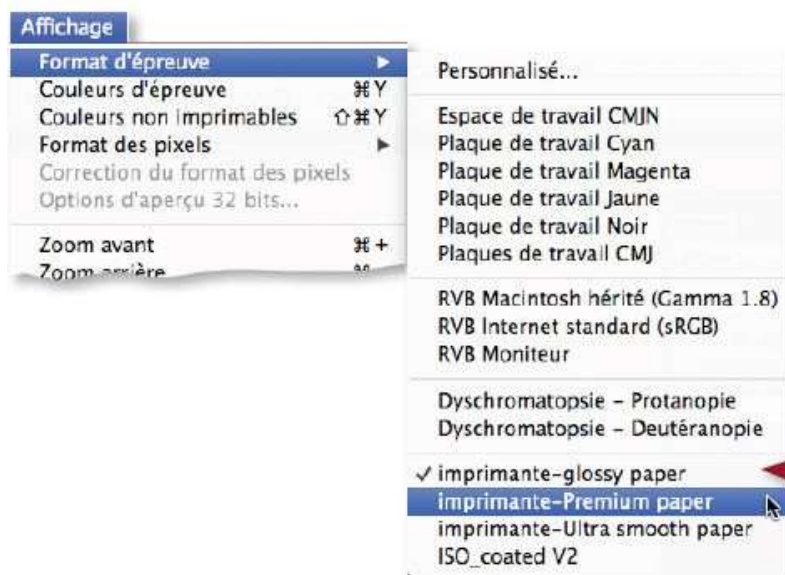 Affichage
Format d'épreuve
Couleurs d'épreuve ⌘Y
Couleurs non imprimables ⇧⌘Y
Format des pixels
Correction du format des pixels
Options d'aperçu 32 bits...
Zoom avant ⌘+
Zoom arrière
Personnalisé...
Espace de travail CMJN
Plaque de travail Cyan
Plaque de travail Magenta
Plaque de travail Jaune
Plaque de travail Noir
Plaques de travail CMJ
RVB Macintosh hérité (Gamma 1.8)
RVB Internet standard (sRGB)
RVB Moniteur
Dyschromatopsie – Protanopie
Dyschromatopsie – Deutéranopie
✓ imprimante-glossy paper
imprimante-Premium paper
imprimante-Ultra smooth paper
ISO_coated V2